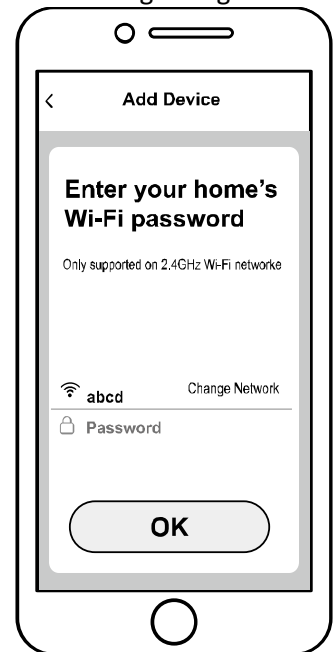 Add Device
Enter your home's
Wi-Fi password
Only supported on 2.4GHz Wi-Fi networke
abcd Change Network
Password
OK